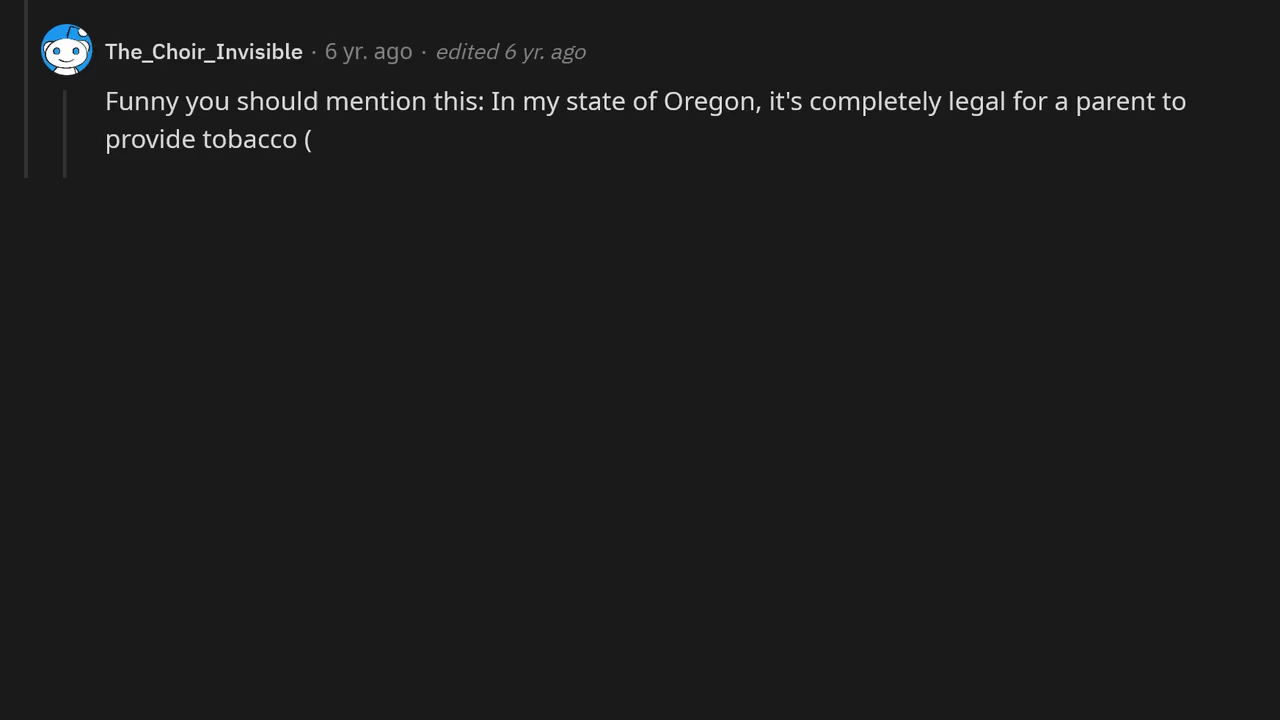 The_Choir_Invisible · 6 yr. ago · edited 6 yr. ago
Funny you should mention this: In my state of Oregon, it's completely legal for a parent to
provide tobacco (